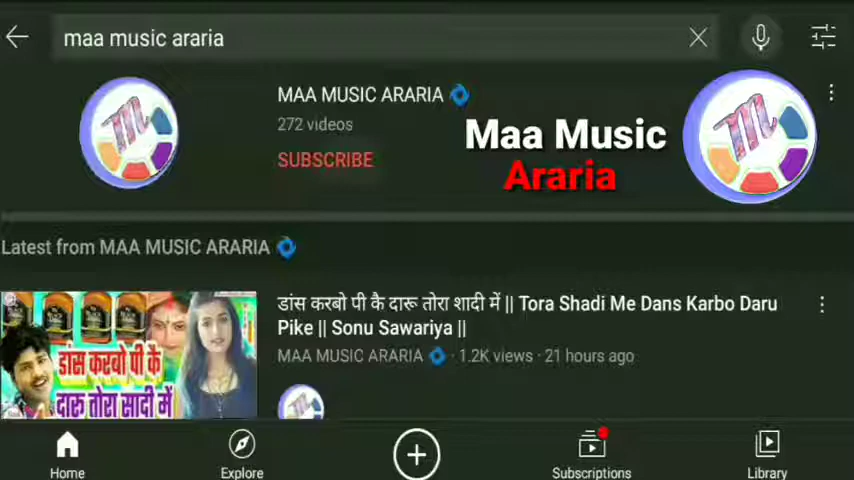 maa music araria
MAA MUSIC ARARIA
272 videos
SUBSCRIBE
Maa Music
Araria
Latest from MAA MUSIC ARARIA
डांस करबो पी कै दारू तोरा शादी में || Tora Shadi Me Dans Karbo Daru
Pike || Sonu Sawariya ||
MAA MUSIC ARARIA · 1.2K views · 21 hours ago
डांस करबो पी कै
दारू तोरा सादी में
Home
Explore
Subscriptions
Library